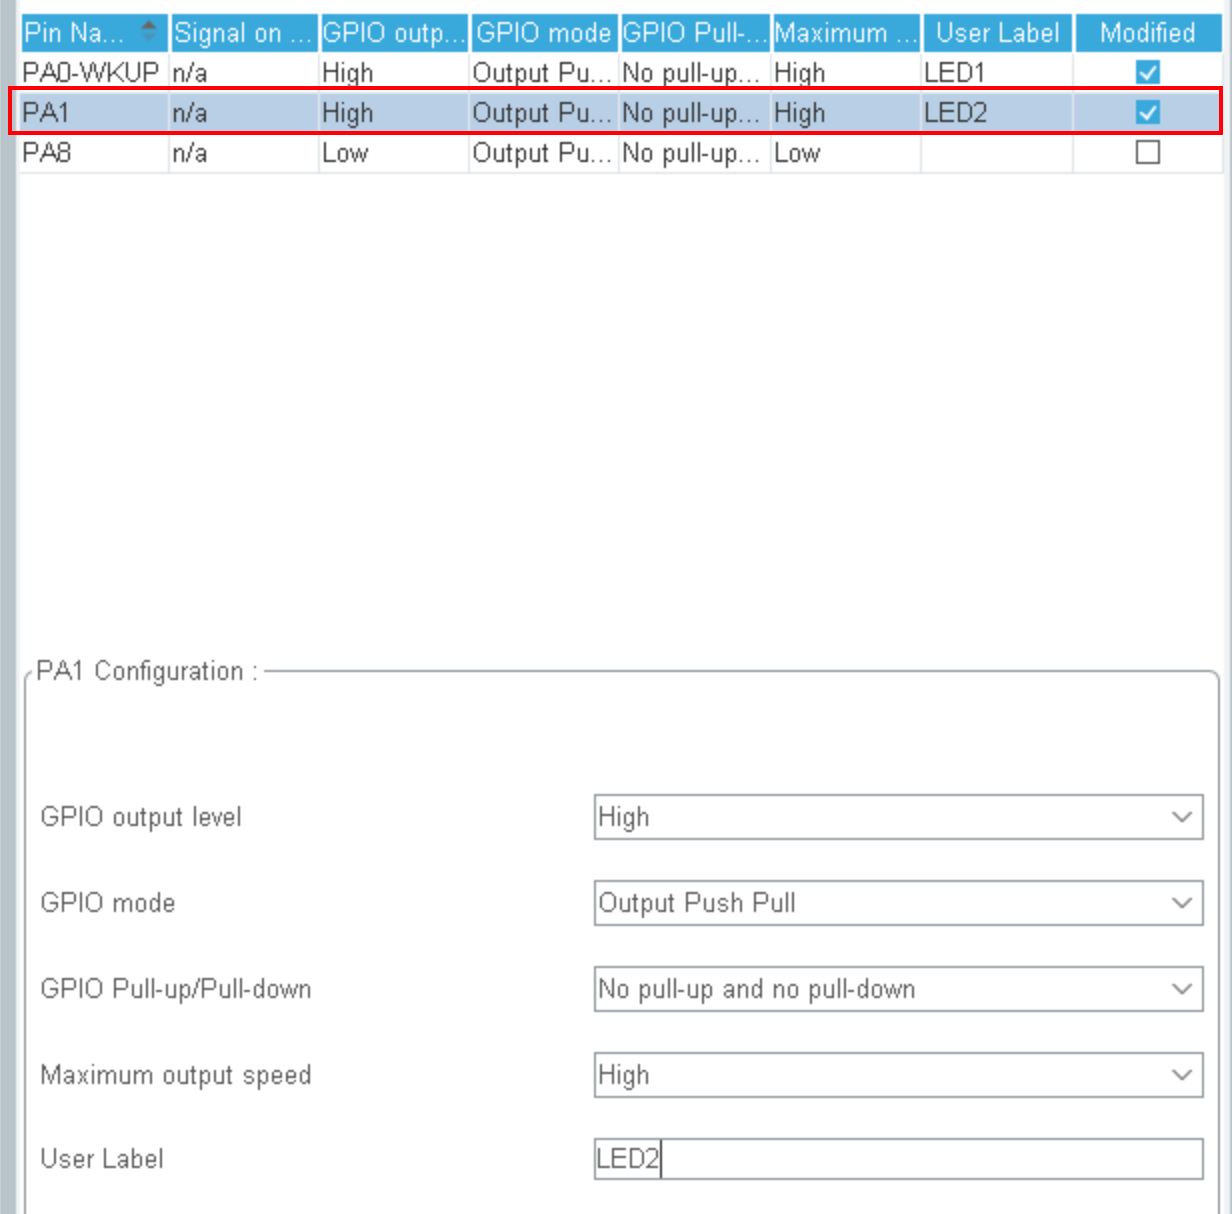 Pin Na... Signal on ... GPIO outp... GPIO mode GPIO Pull-... Maximum ... User Label Modified
PA0-WKUP n/a High Output Pu... No pull-up... High LED1
PA1 n/a High Output Pu... No pull-up... High LED2
PA8 n/a Low Output Pu... No pull-up... Low
PA1 Configuration :
GPIO output level High
GPIO mode Output Push Pull
GPIO Pull-up/Pull-down No pull-up and no pull-down
Maximum output speed High
User Label LED2